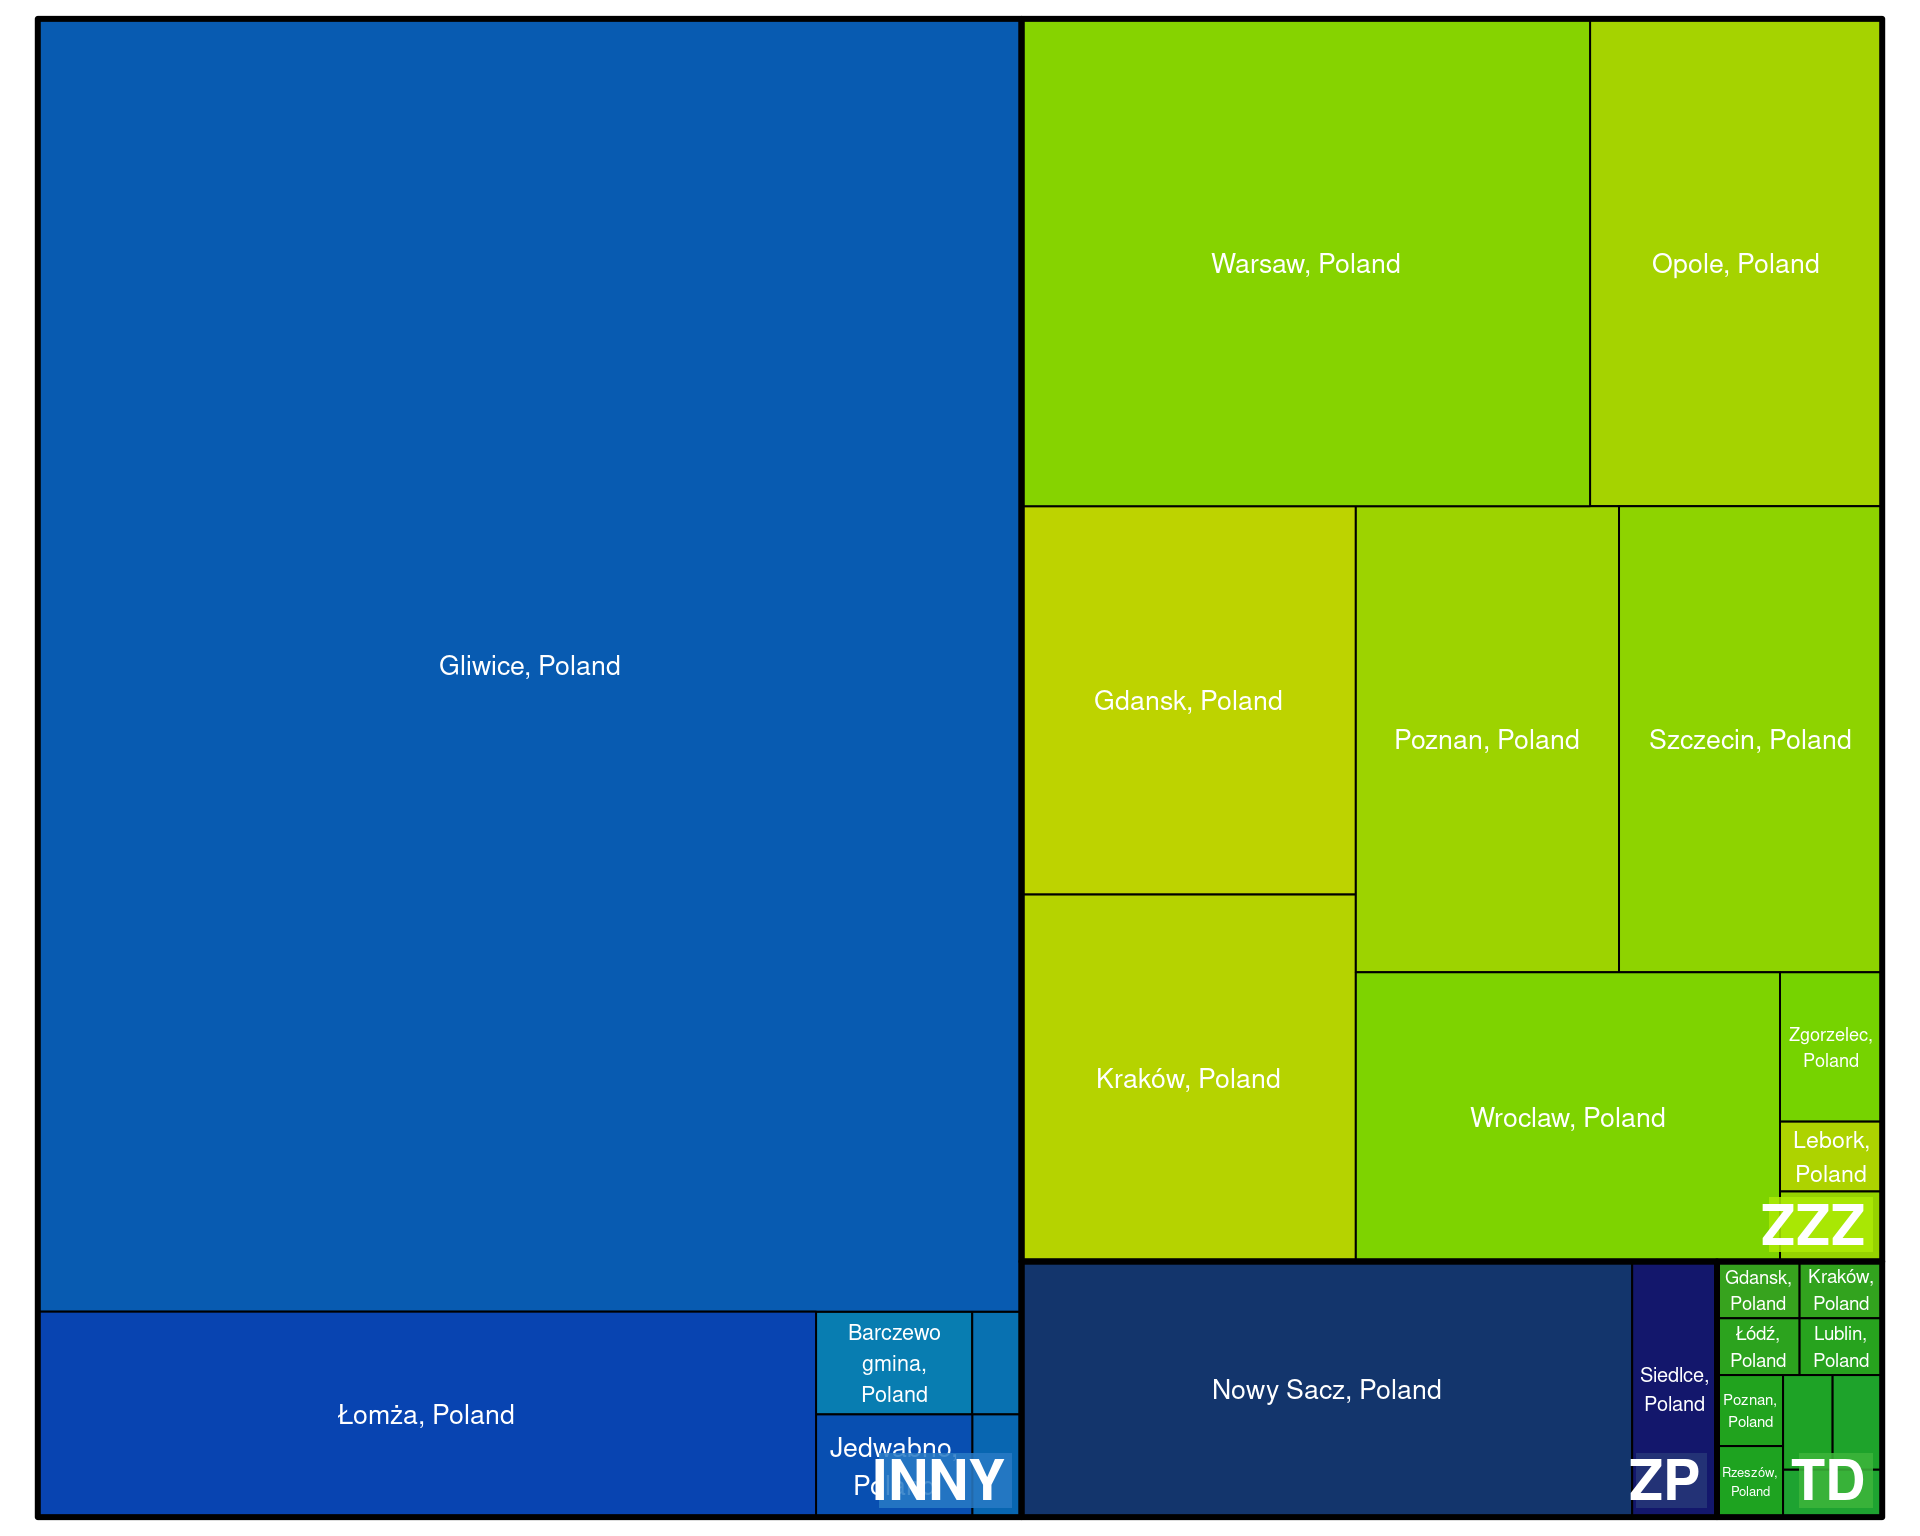 Gliwice, Poland
Łomża, Poland
Barczewo
gmina,
Poland
Jedwabno,
Poland
INNY
Warsaw, Poland
Opole, Poland
Gdansk, Poland
Poznan, Poland
Szczecin, Poland
Kraków, Poland
Wroclaw, Poland
Zgorzelec,
Poland
Lebork,
Poland
ZZZ
Nowy Sacz, Poland
Siedlce,
Poland
ZP
Gdansk,
Poland
Kraków,
Poland
Łódź,
Poland
Lublin,
Poland
Poznan,
Poland
Rzeszów,
Poland
TD